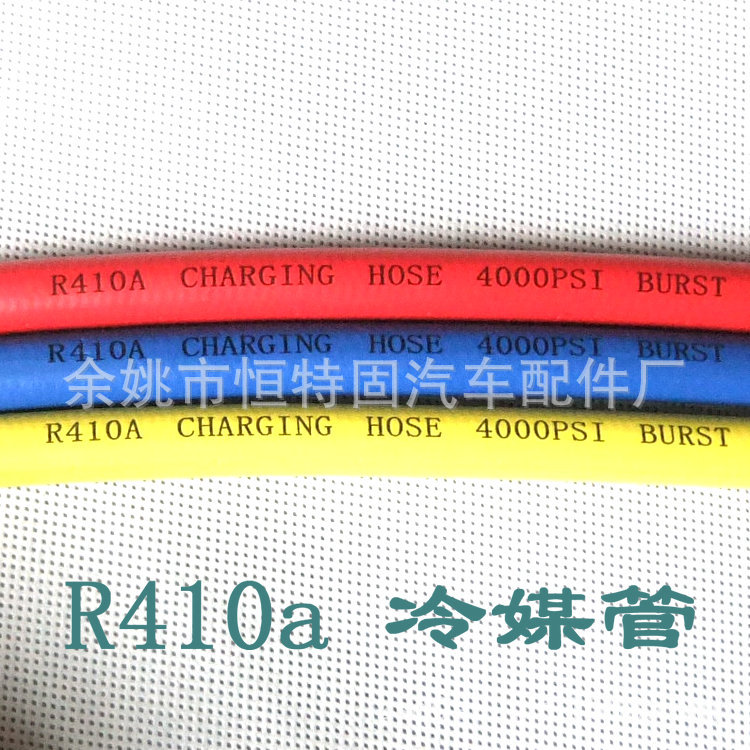 R410A CHARGING HOSE 4000PSI BURST
R410A CHARGING HOSE 4000PSI BURST
余姚市恒特固汽车配件厂
R410A CHARGING HOSE 4000PSI BURST
R410a 冷媒管